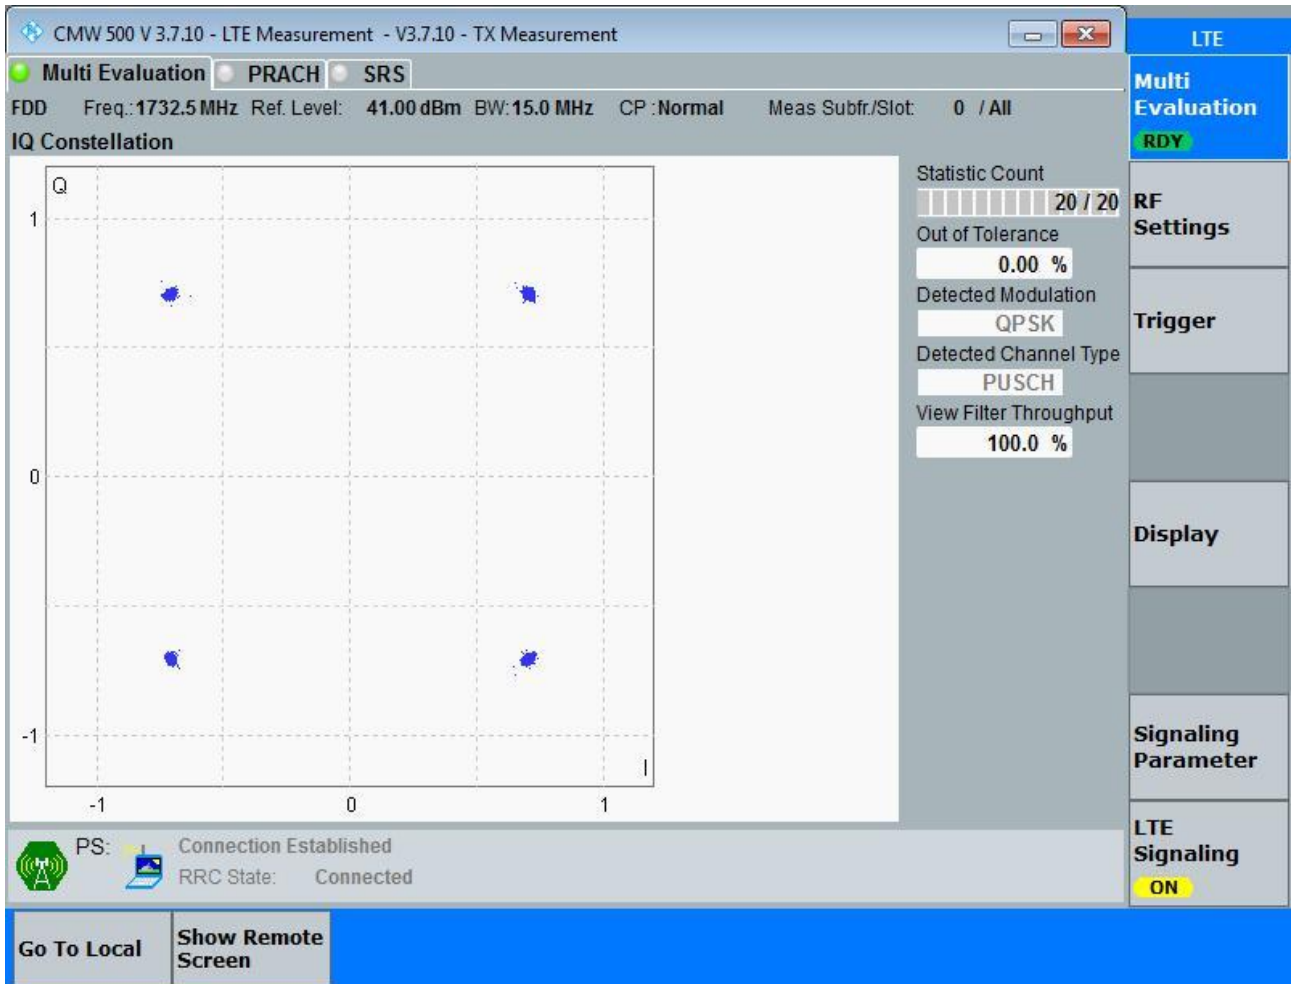 CMW 500 V 3.7.10 - LTE Measurement - V3.7.10 - TX Measurement
LTE
Multi Evaluation PRACH SRS
FDD Freq.: 1732.5 MHz Ref. Level: 41.00 dBm BW: 15.0 MHz CP : Normal Meas Subfr./Slot: 0 / All
IQ Constellation
Q
1
0
-1
I
-1 0 1
Statistic Count
20 / 20
Out of Tolerance
0.00 %
Detected Modulation
QPSK
Detected Channel Type
PUSCH
View Filter Throughput
100.0 %
Multi
Evaluation
RDY
RF
Settings
Trigger
Display
Signaling
Parameter
LTE
Signaling
ON
PS: Connection Established
RRC State: Connected
Go To Local
Show Remote
Screen